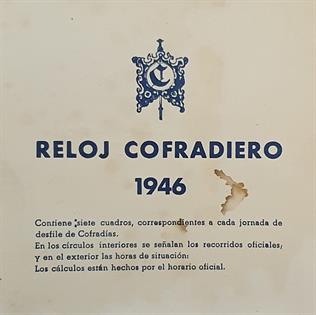 RELOJ COFRADIERO
1946
Contiene siete cuadros, correspondientes a cada jornada de
desfile de Cofradías.
En los círculos interiores se señalan los recorridos oficiales;
y en el exterior las horas de situación:
Los cálculos están hechos por el horario oficial.